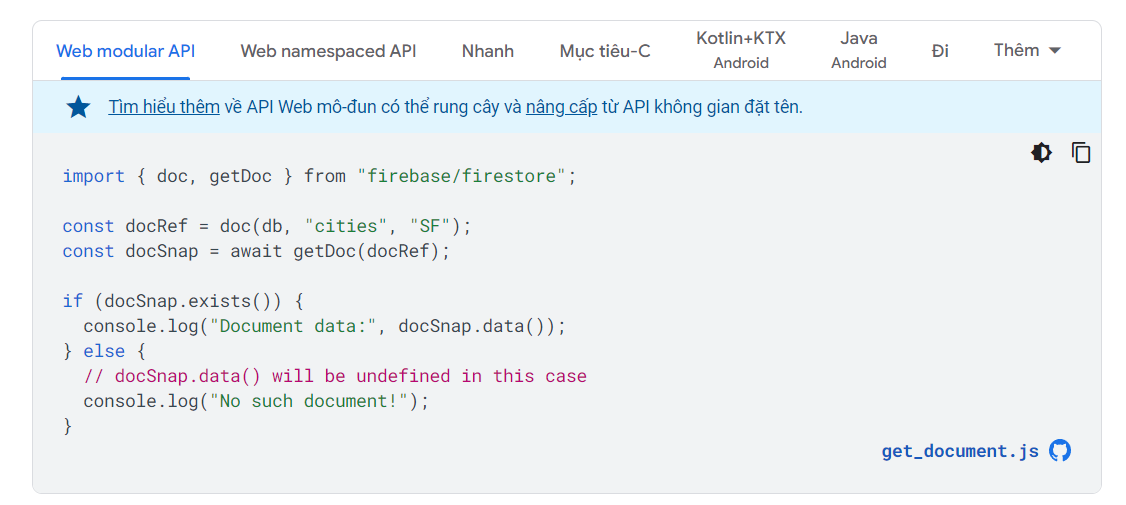 Web modular API Web namespaced API Nhanh Mục tiêu-C Kotlin+KTX Android Java Android Đi Thêm
Tìm hiểu thêm về API Web mô-đun có thể rung cây và nâng cấp từ API không gian đặt tên.
import { doc, getDoc } from "firebase/firestore";
const docRef = doc(db, "cities", "SF");
const docSnap = await getDoc(docRef);
if (docSnap.exists()) {
  console.log("Document data:", docSnap.data());
} else {
  // docSnap.data() will be undefined in this case
  console.log("No such document!");
}
get_document.js